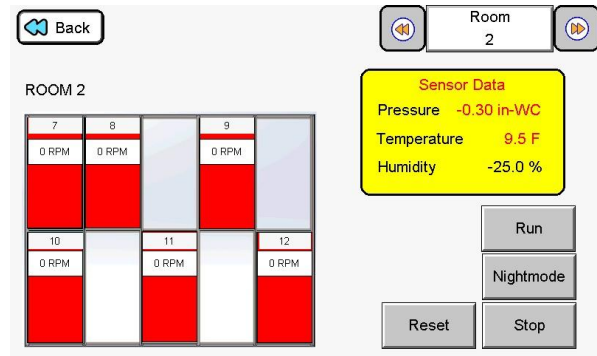 Back
Room
2
ROOM 2
Sensor Data
Pressure -0.30 in-WC
Temperature 9.5 F
Humidity -25.0 %
7 8 9
0 RPM 0 RPM 0 RPM
10 11 12
0 RPM 0 RPM 0 RPM
Run
Nightmode
Reset Stop